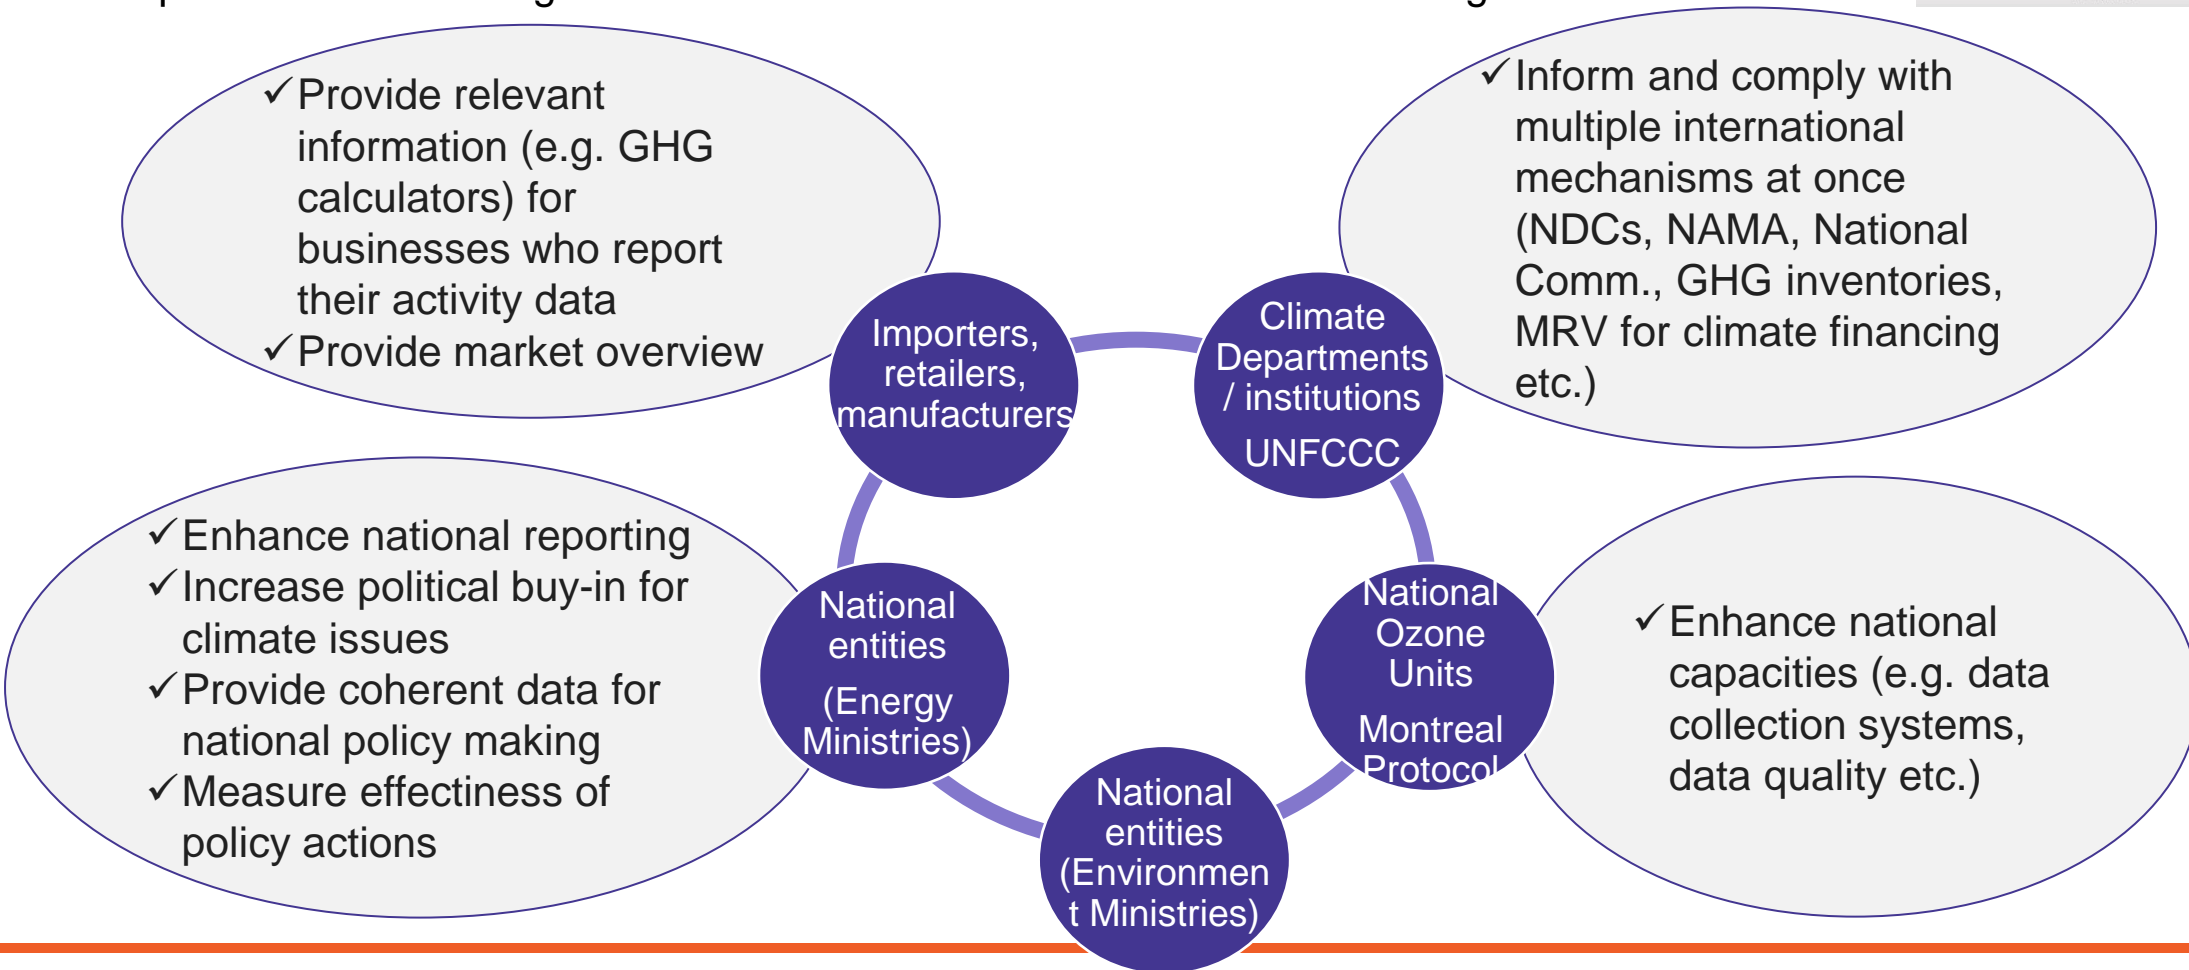 ✓Provide relevant
information (e.g. GHG
calculators) for
businesses who report
their activity data
✓Provide market overview
✓Inform and comply with
multiple international
mechanisms at once
(NDCs, NAMA, National
Comm., GHG inventories,
MRV for climate financing
etc.)
Importers,
retailers,
manufacturers
Climate
Departments
/ institutions
UNFCCC
✓Enhance national reporting
✓Increase political buy-in for
climate issues
✓Provide coherent data for
national policy making
✓Measure effectiness of
policy actions
National
entities
(Energy
Ministries)
National
Ozone
Units
Montreal
Protocol
✓Enhance national
capacities (e.g. data
collection systems,
data quality etc.)
National
entities
(Environmen
t Ministries)